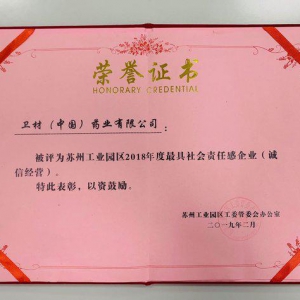 荣誉证书
HONORARY CREDENTIAL
卫材（中国）药业有限公司：
被评为苏州工业园区2018年度最具社会责任感企业（诚
信经营）。
特此表彰，以资鼓励。
苏州工业园区工委管委会办公室
二〇一九年二月